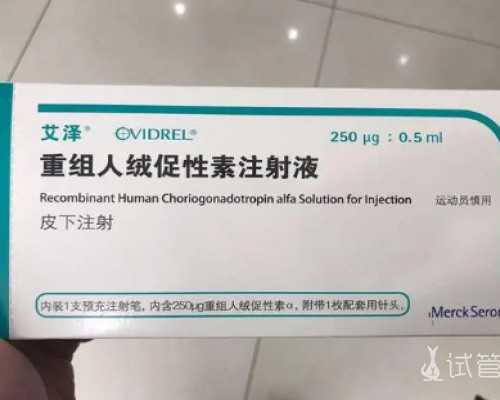 艾泽® OVIDREL® 250 μg : 0.5 ml
重组人绒促性素注射液
Recombinant Human Choriogonadotropin alfa Solution for Injection 运动员慎用
皮下注射
内装1支预充注射笔，内含250μg重组人绒促性素α，附带1枚配套用针头。
Merck Seron
试管